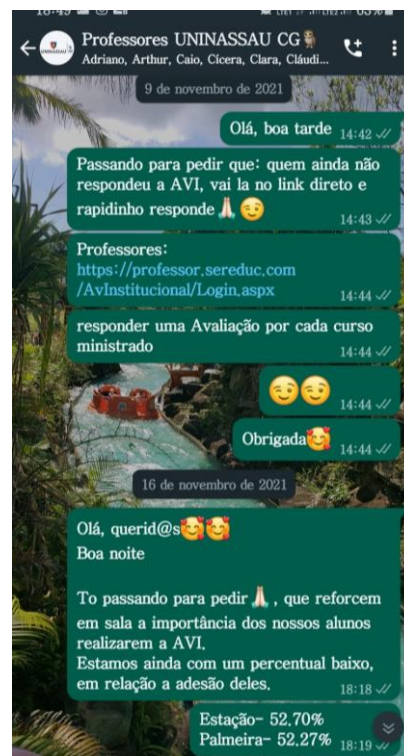 Professores UNINASSAU CG
Adriano, Arthur, Caio, Cícera, Clara, Cláudi...
9 de novembro de 2021
Olá, boa tarde 14:42
Passando para pedir que: quem ainda não
respondeu a AVI, vai la no link direto e
rapidinho responde🙏🏻😉
14:43
Professores:
https://professor.sereduc.com
/AvInstitucional/Login.aspx
14:44
responder uma Avaliação por cada curso
ministrado
14:44
😉😉
14:44
Obrigada🥰 14:44
16 de novembro de 2021
Olá, querid@s🥰🥰
Boa noite
To passando para pedir🙏🏻, que reforcem
em sala a importância dos nossos alunos
realizarem a AVI.
Estamos ainda com um percentual baixo,
em relação a adesão deles.
18:18
Estação- 52.70%
Palmeira- 52.27% 18:19